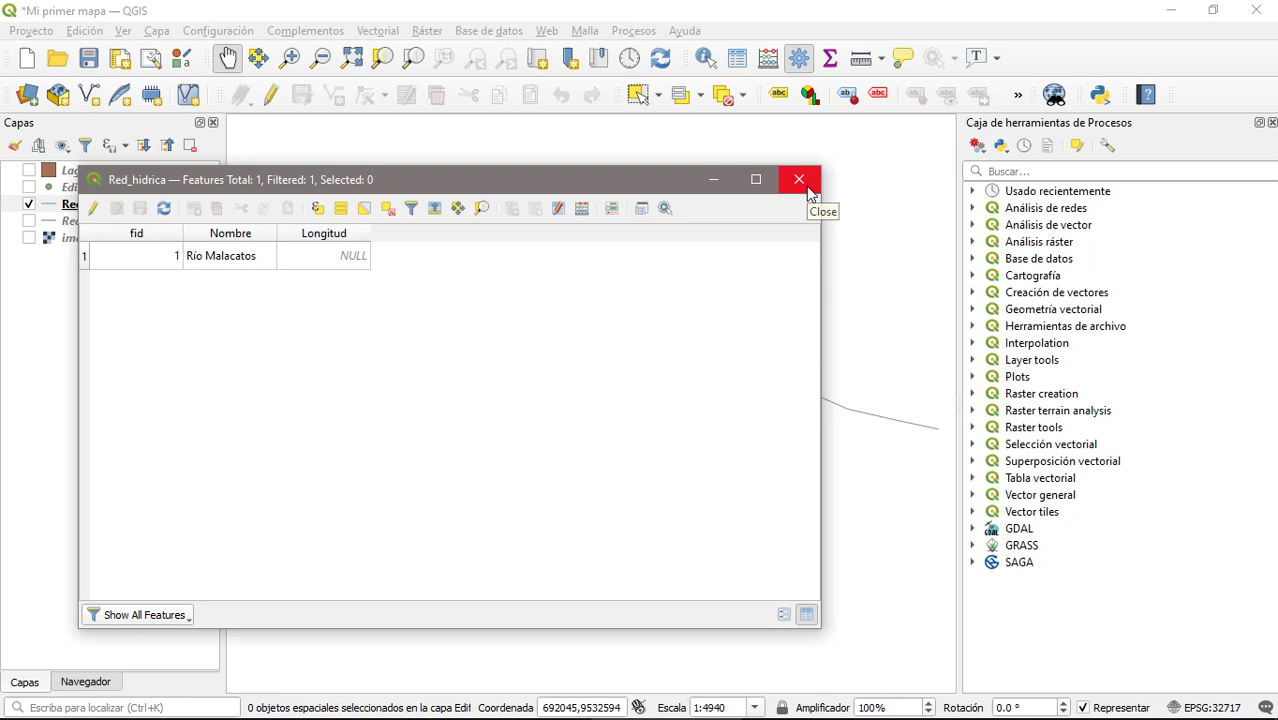 *Mi primer mapa — QGIS
Proyecto Edición Ver Capa Configuración Complementos Vectorial Ráster Base de datos Web Malla Procesos Ayuda
abc abc
Capas
Caja de herramientas de Procesos
Buscar...
Red_hidrica — Features Total: 1, Filtered: 1, Selected: 0
Close
fid Nombre Longitud
1 1 Río Malacatos NULL
Usado recientemente
Análisis de redes
Análisis de vector
Análisis ráster
Base de datos
Cartografía
Creación de vectores
Geometría vectorial
Herramientas de archivo
Interpolation
Layer tools
Plots
Raster creation
Raster terrain analysis
Raster tools
Selección vectorial
Superposición vectorial
Tabla vectorial
Vector general
Vector tiles
GDAL
GRASS
SAGA
Show All Features
Capas Navegador
Escriba para localizar (Ctrl+K) 0 objetos espaciales seleccionados en la capa Edif Coordenada 692045,9532594 Escala 1:4940 Amplificador 100% Rotación 0.0 ° Representar EPSG:32717